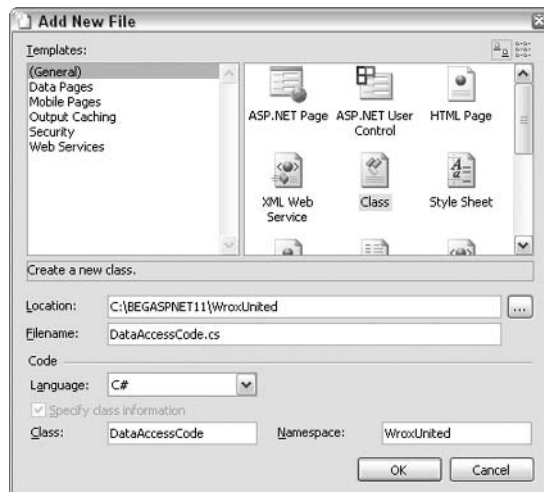 Add New File
Templates:
(General)
Data Pages
Mobile Pages
Output Caching
Security
Web Services
ASP.NET Page
ASP.NET User Control
HTML Page
XML Web Service
Class
Style Sheet
Create a new class.
Location: C:\BEGASPNET11\WroxUnited ...
Filename: DataAccessCode.cs
Code
Language: C#
Specify class information
Class: DataAccessCode Namespace: WroxUnited
OK Cancel